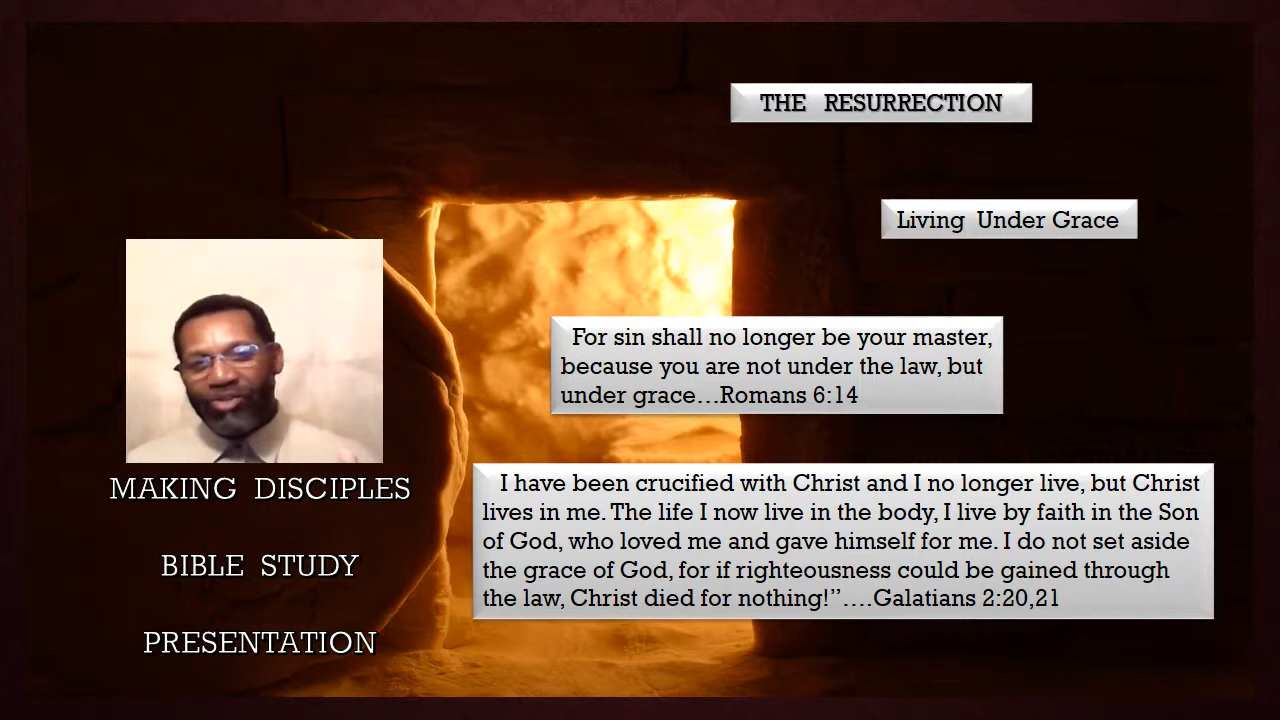 THE RESURRECTION
Living Under Grace
For sin shall no longer be your master,
because you are not under the law, but
under grace...Romans 6:14
I have been crucified with Christ and I no longer live, but Christ
lives in me. The life I now live in the body, I live by faith in the Son
of God, who loved me and gave himself for me. I do not set aside
the grace of God, for if righteousness could be gained through
the law, Christ died for nothing!”....Galatians 2:20,21
MAKING DISCIPLES
BIBLE STUDY
PRESENTATION